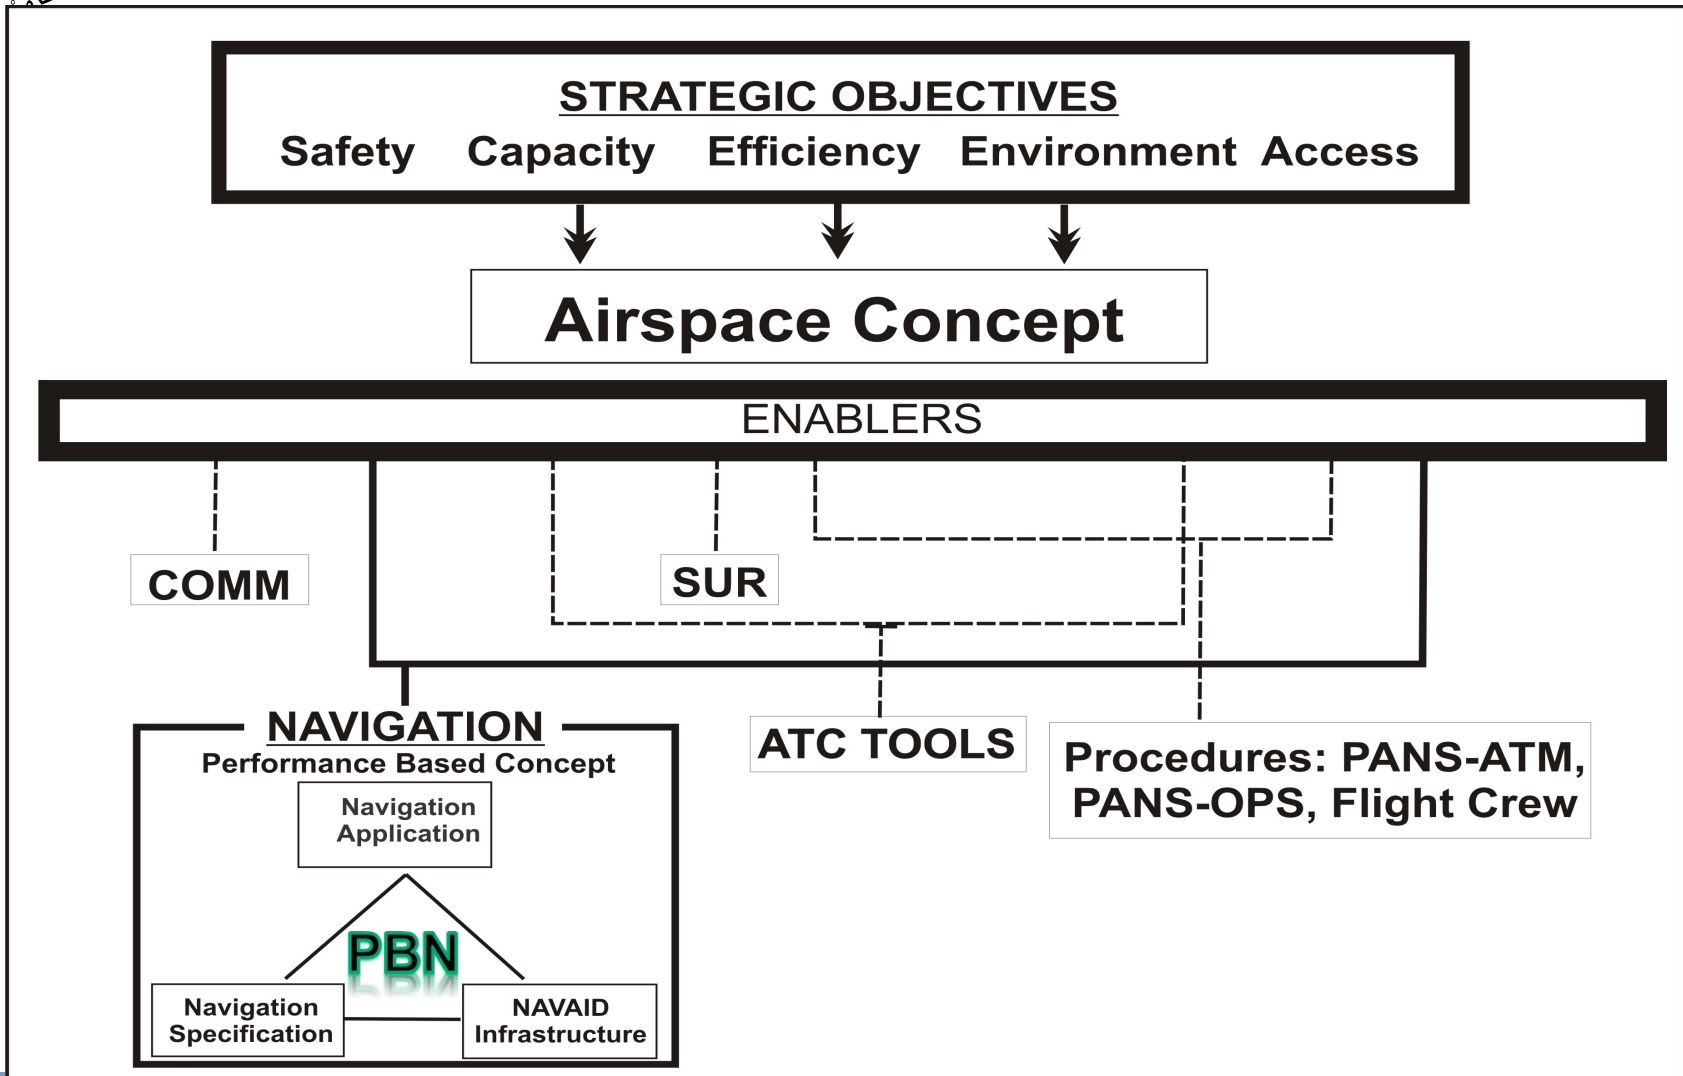 STRATEGIC OBJECTIVES
Safety Capacity Efficiency Environment Access
Airspace Concept
ENABLERS
COMM
SUR
NAVIGATION
Performance Based Concept
Navigation
Application
PBN
Navigation
Specification
NAVAID
Infrastructure
ATC TOOLS
Procedures: PANS-ATM,
PANS-OPS, Flight Crew